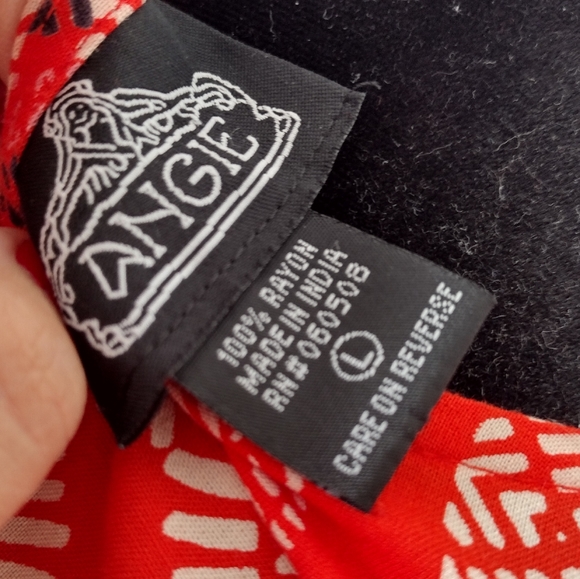 ANGIE
100% RAYON
MADE IN INDIA
RN#060508
L
CARE ON REVERSE